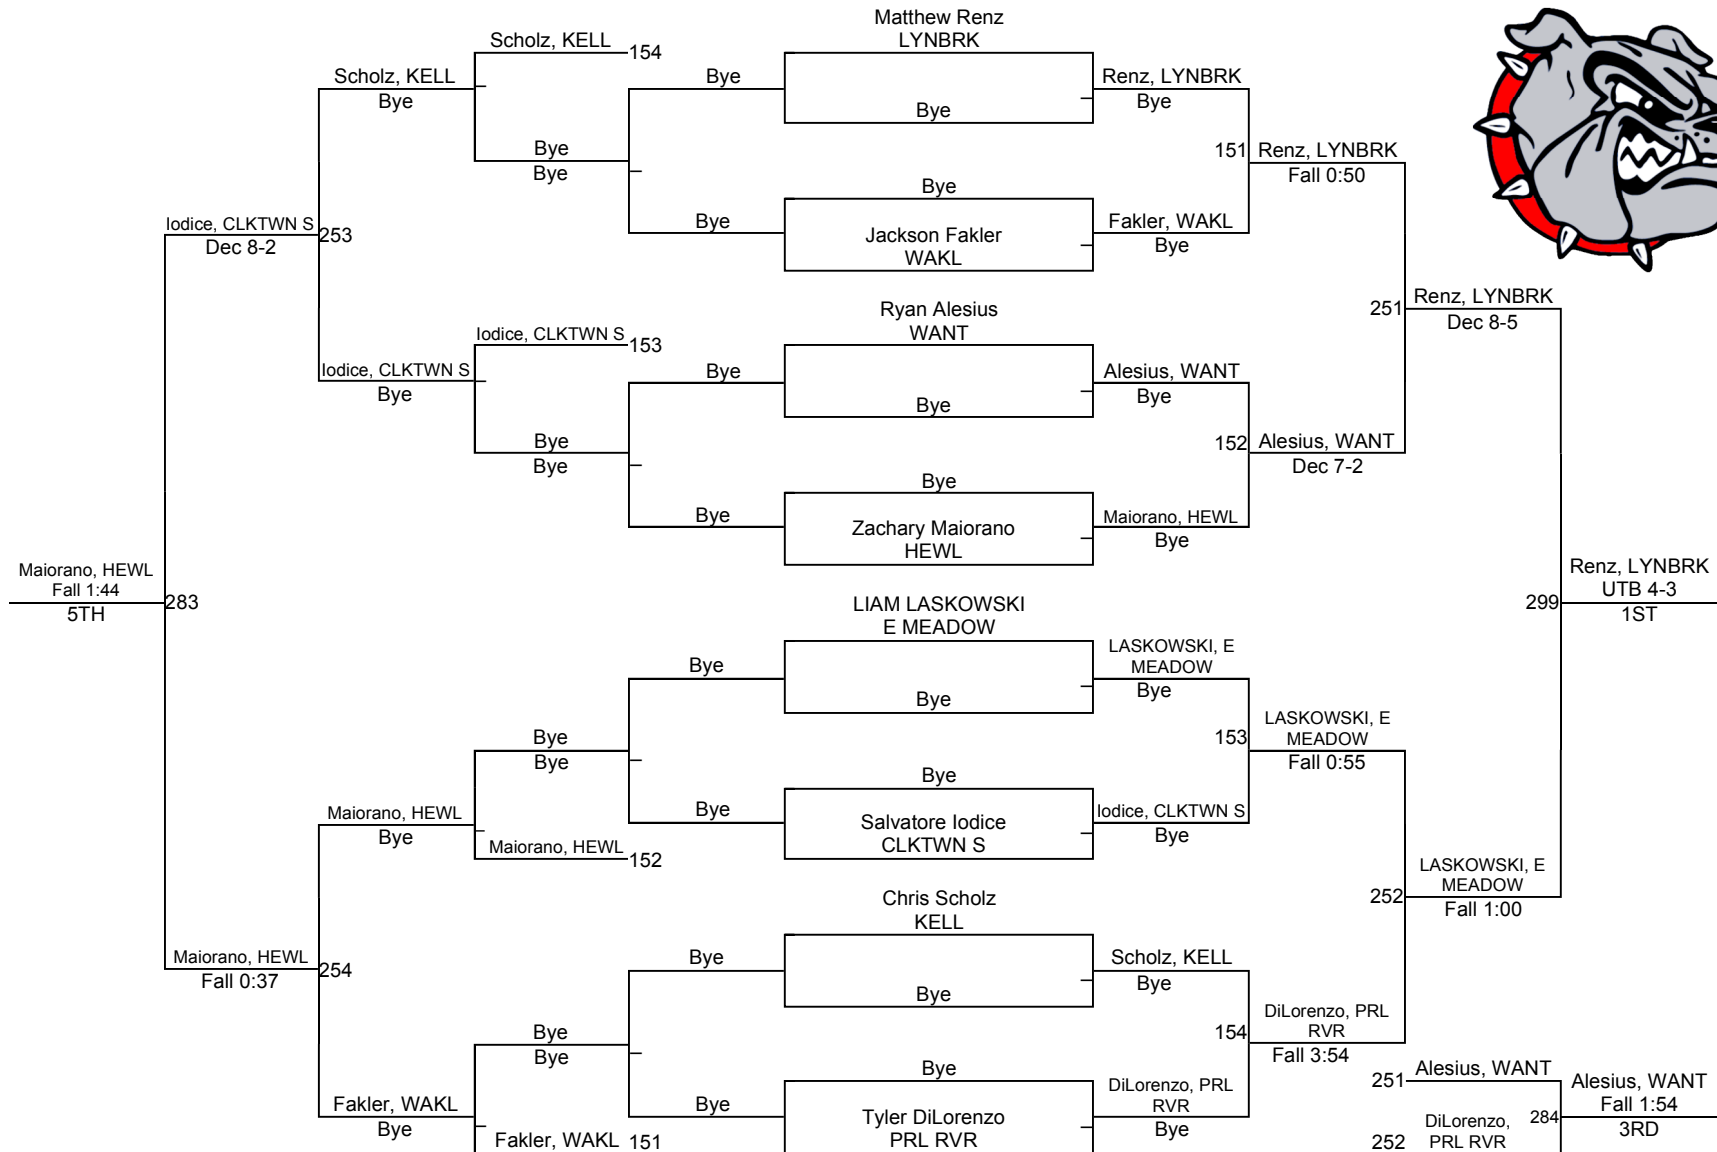 Matthew Renz
LYNBRK
Scholz, KELL
154
Scholz, KELL
Bye
Bye
Renz, LYNBRK
Bye
Bye
Bye
Bye
151
Renz, LYNBRK
Fall 0:50
Bye
Bye
Jackson Fakler
WAKL
Fakler, WAKL
Bye
Iodice, CLKTWN S
253
Dec 8-2
Ryan Alesius
WANT
251
Renz, LYNBRK
Dec 8-5
Iodice, CLKTWN S
153
Iodice, CLKTWN S
Bye
Bye
Alesius, WANT
Bye
Bye
Bye
Bye
152
Alesius, WANT
Dec 7-2
Bye
Bye
Zachary Maiorano
HEWL
Maiorano, HEWL
Bye
Maiorano, HEWL
Fall 1:44
5TH
283
LIAM LASKOWSKI
E MEADOW
299
Renz, LYNBRK
UTB 4-3
1ST
Bye
LASKOWSKI, E
MEADOW
Bye
Bye
Bye
Bye
153
LASKOWSKI, E
MEADOW
Fall 0:55
Bye
Maiorano, HEWL
Bye
Bye
Salvatore Iodice
CLKTWN S
Iodice, CLKTWN S
Bye
Maiorano, HEWL
152
Chris Scholz
KELL
252
LASKOWSKI, E
MEADOW
Fall 1:00
Maiorano, HEWL
254
Fall 0:37
Bye
Scholz, KELL
Bye
Bye
Bye
Bye
154
DiLorenzo, PRL
RVR
Fall 3:54
Bye
Fakler, WAKL
Bye
Bye
Tyler DiLorenzo
PRL RVR
DiLorenzo, PRL
RVR
Bye
Fakler, WAKL
151
251
Alesius, WANT
284
Alesius, WANT
Fall 1:54
3RD
252
DiLorenzo,
PRL RVR